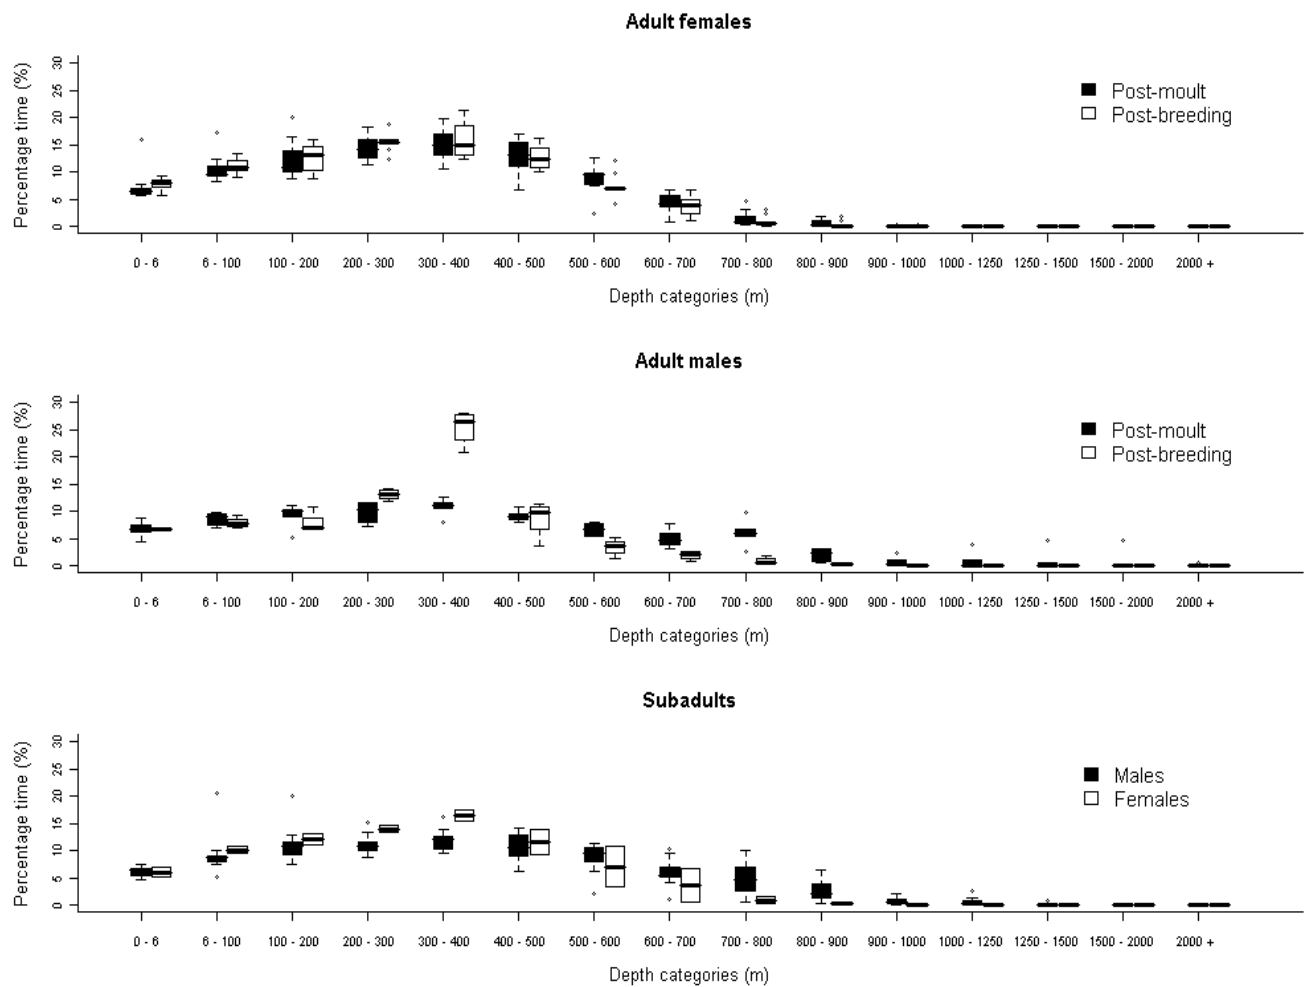 Adult females
Percentage time (%)
30
25
20
15
10
5
0
Post-moult
Post-breeding
0 - 6 6 - 100 100 - 200 200 - 300 300 - 400 400 - 500 500 - 600 600 - 700 700 - 800 800 - 900 900 - 1000 1000 - 1250 1250 - 1500 1500 - 2000 2000 +
Depth categories (m)
Adult males
Percentage time (%)
30
25
20
15
10
5
0
Post-moult
Post-breeding
0 - 6 6 - 100 100 - 200 200 - 300 300 - 400 400 - 500 500 - 600 600 - 700 700 - 800 800 - 900 900 - 1000 1000 - 1250 1250 - 1500 1500 - 2000 2000 +
Depth categories (m)
Subadults
Percentage time (%)
30
25
20
15
10
5
0
Males
Females
0 - 6 6 - 100 100 - 200 200 - 300 300 - 400 400 - 500 500 - 600 600 - 700 700 - 800 800 - 900 900 - 1000 1000 - 1250 1250 - 1500 1500 - 2000 2000 +
Depth categories (m)